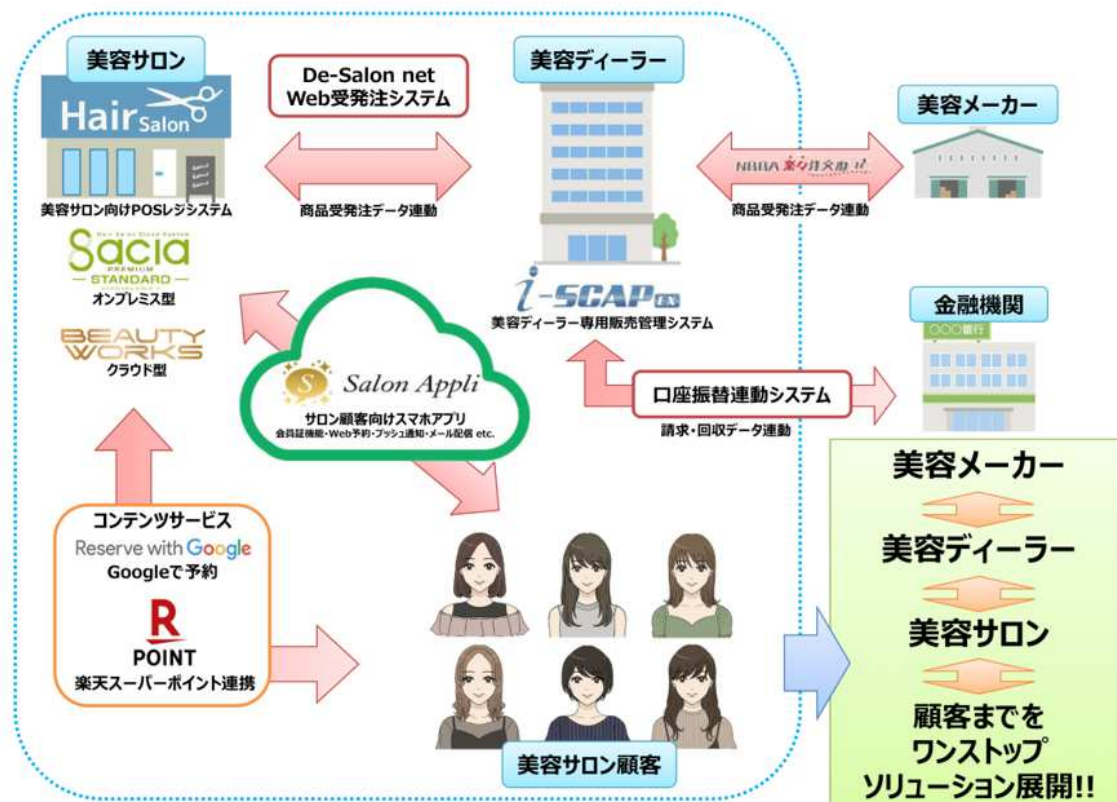 美容サロン
Hair Salon
美容サロン向けPOSレジシステム
Hair Salon Cloud System
Sacia
PREMIUM
STANDARD
オンプレミス型
BEAUTY
WORKS
クラウド型
De-Salon net
Web受発注システム
商品受発注データ連動
美容ディーラー
i-SCAP EX
美容ディーラー専用販売管理システム
美容メーカー
NBBA
商品受発注データ連動
金融機関
〇〇〇銀行
口座振替連動システム
請求・回収データ連動
S
Salon Appli
サロン顧客向けスマホアプリ
会員証機能・Web予約・プッシュ通知・メール配信 etc.
コンテンツサービス
Reserve with Google
Googleで予約
R
POINT
楽天スーパーポイント連携
美容サロン顧客
美容メーカー
美容ディーラー
美容サロン
顧客までを
ワンストップ
ソリューション展開!!